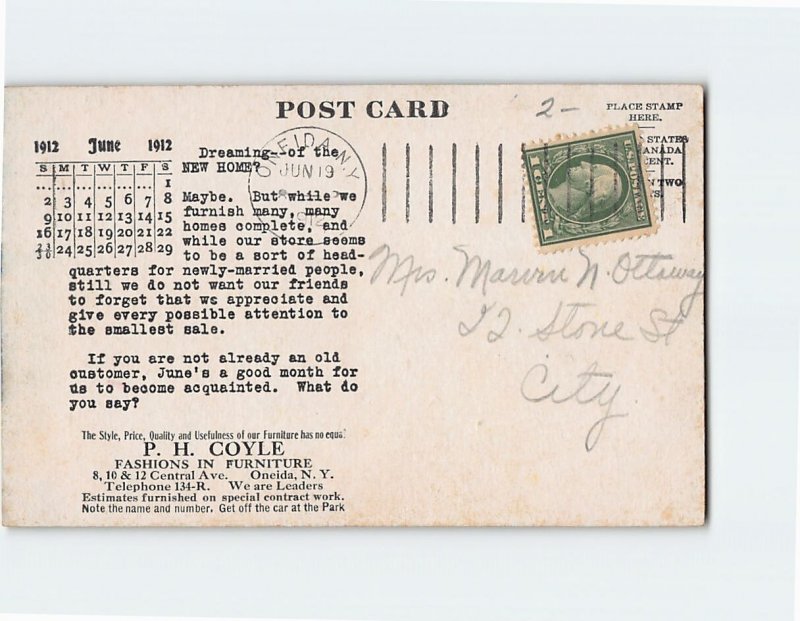 POST CARD
2-
PLACE STAMP
HERE.
STATES
CANADA
CENT.
TWO
ONEIDA, N.Y.
JUN 19
1912
U.S. POSTAGE
1 CENT 1
1912 June 1912
S M T W T F S
... ... ... ... ... ... 1
2 3 4 5 6 7 8
9 10 11 12 13 14 15
16 17 18 19 20 21 22
23/30 24 25 26 27 28 29
Dreaming--of the
NEW HOME?
Maybe. But while we
furnish many, many
homes complete, and
while our store seems
to be a sort of head-
quarters for newly-married people,
still we do not want our friends
to forget that we appreciate and
give every possible attention to
the smallest sale.
If you are not already an old
customer, June's a good month for
us to become acquainted. What do
you say?
The Style, Price, Quality and Usefulness of our Furniture has no equal
P. H. COYLE
FASHIONS IN FURNITURE
8, 10 & 12 Central Ave. Oneida, N. Y.
Telephone 134-R. We are Leaders
Estimates furnished on special contract work.
Note the name and number, Get off the car at the Park
Mrs. Marvin N. Ottaway
22. Stone St
City.